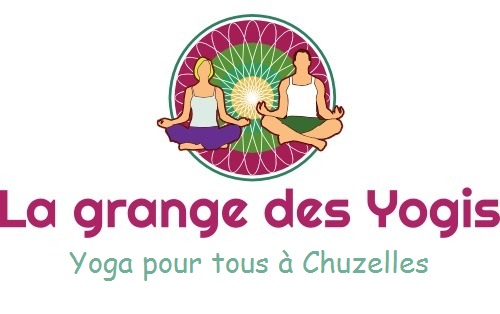 La grange des Yogis
Yoga pour tous à Chuzelles